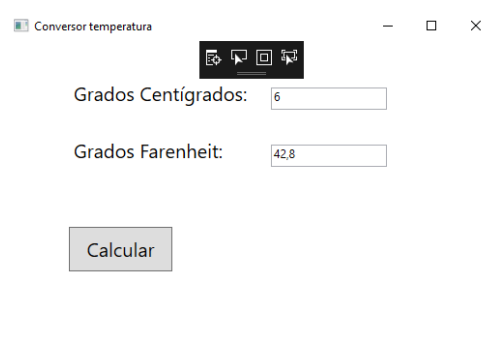 Conversor temperatura
Grados Centígrados: 6
Grados Farenheit: 42,8
Calcular